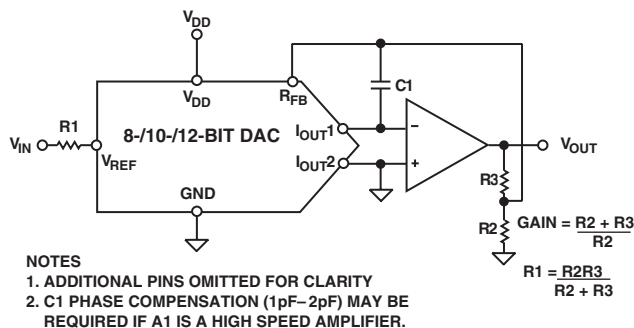 VDD
VDD
RFB
C1
R1
8-/10-/12-BIT DAC
IOUT1
−
VIN
VREF
IOUT2
+
VOUT
GND
R3
R2
GAIN = R2 + R3
R2
R1 = R2R3
R2 + R3
NOTES
1. ADDITIONAL PINS OMITTED FOR CLARITY
2. C1 PHASE COMPENSATION (1pF–2pF) MAY BE
REQUIRED IF A1 IS A HIGH SPEED AMPLIFIER.